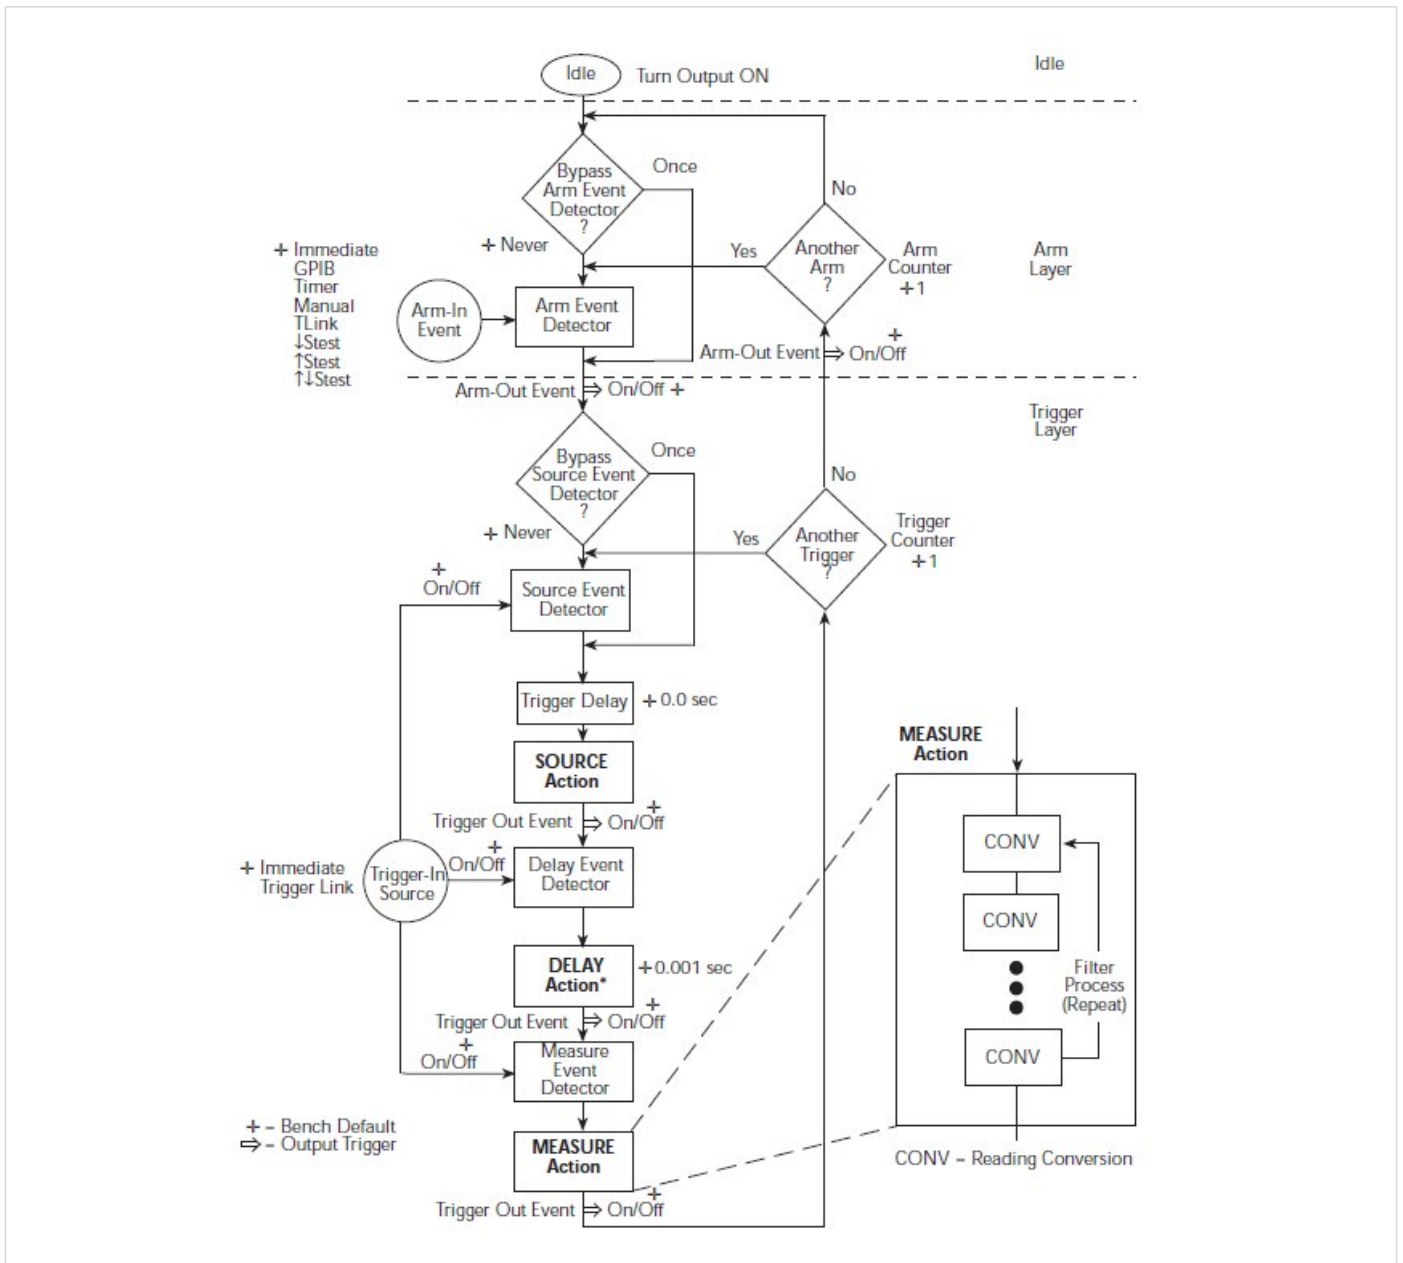 Idle
Turn Output ON
Idle
Bypass
Arm Event
Detector
?
Once
No
✛ Never
Yes
Another
Arm
?
Arm
Counter
✛1
Arm
Layer
✛ Immediate
GPIB
Timer
Manual
TLink
↓Stest
↑Stest
↑↓Stest
Arm-In
Event
Arm Event
Detector
✛
Arm-Out Event ⇒ On/Off
Arm-Out Event ⇒ On/Off ✛
Trigger
Layer
Bypass
Source Event
Detector
?
Once
No
✛ Never
Yes
Another
Trigger
?
Trigger
Counter
✛1
✛
On/Off
Source Event
Detector
Trigger Delay
✛0.0 sec
SOURCE
Action
✛
Trigger Out Event ⇒ On/Off
✛ Immediate
Trigger Link
Trigger-In
Source
✛
On/Off
Delay Event
Detector
DELAY
Action*
✛0.001 sec
✛
Trigger Out Event ⇒ On/Off
✛
On/Off
Measure
Event
Detector
MEASURE
Action
✛
Trigger Out Event ⇒ On/Off
✛ – Bench Default
⇒ – Output Trigger
MEASURE
Action
CONV
CONV
CONV
Filter
Process
(Repeat)
CONV – Reading Conversion